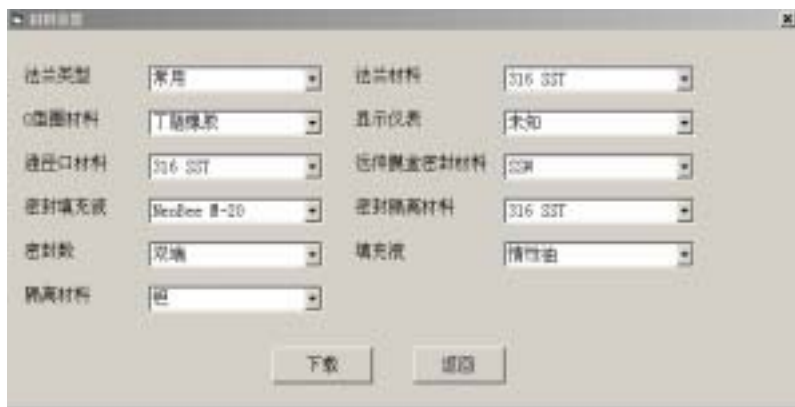 材料设置
法兰类型 常用 法兰材料 316 SST
O型圈材料 丁腈橡胶 显示仪表 未知
通径口材料 316 SST 远伸膜盒密封材料 SSW
密封填充液 NeoBee M-20 密封隔离材料 316 SST
密封数 双端 填充液 惰性油
隔离材料
下载 返回